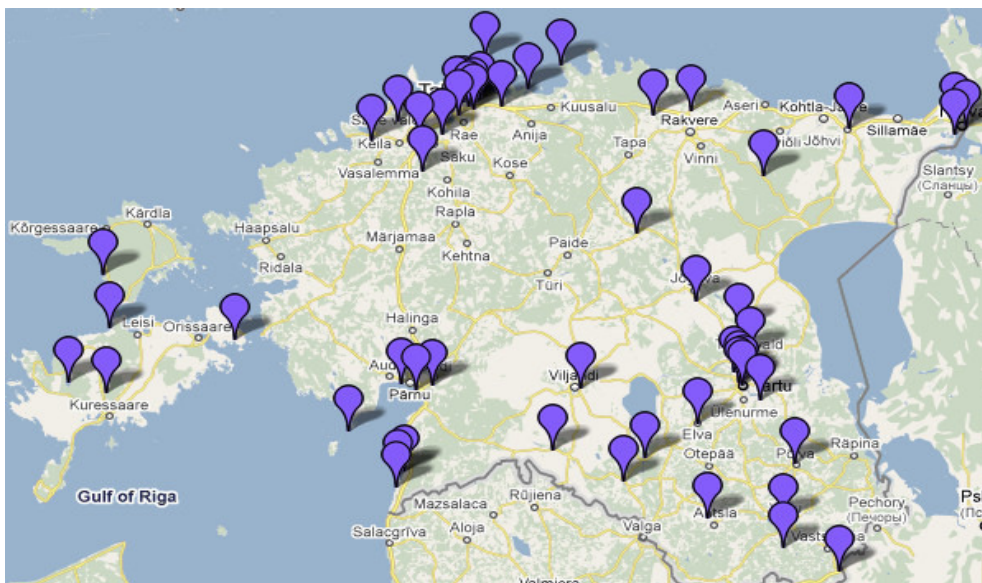 Kuusalu
Aseri
Rae
Anija
Rakvere
Sillamäe
Keila
Saku
Tapa
Vinni
Jõhvi
Vasalemma
Kose
Slantsy
(Сланцы)
Kohila
Kärdla
Rapla
Kõrgessaare
Haapsalu
Märjamaa
Paide
Ridala
Kehtna
Türi
Halinga
Leisi
Orissaare
Pärnu
Viljandi
Kuressaare
Ülenurme
Elva
Räpina
Otepää
Põlva
Gulf of Riga
Mazsalaca
Rūjiena
Pechory
(Печоры)
Salacgrīva
Aloja
Valga
Valmiera